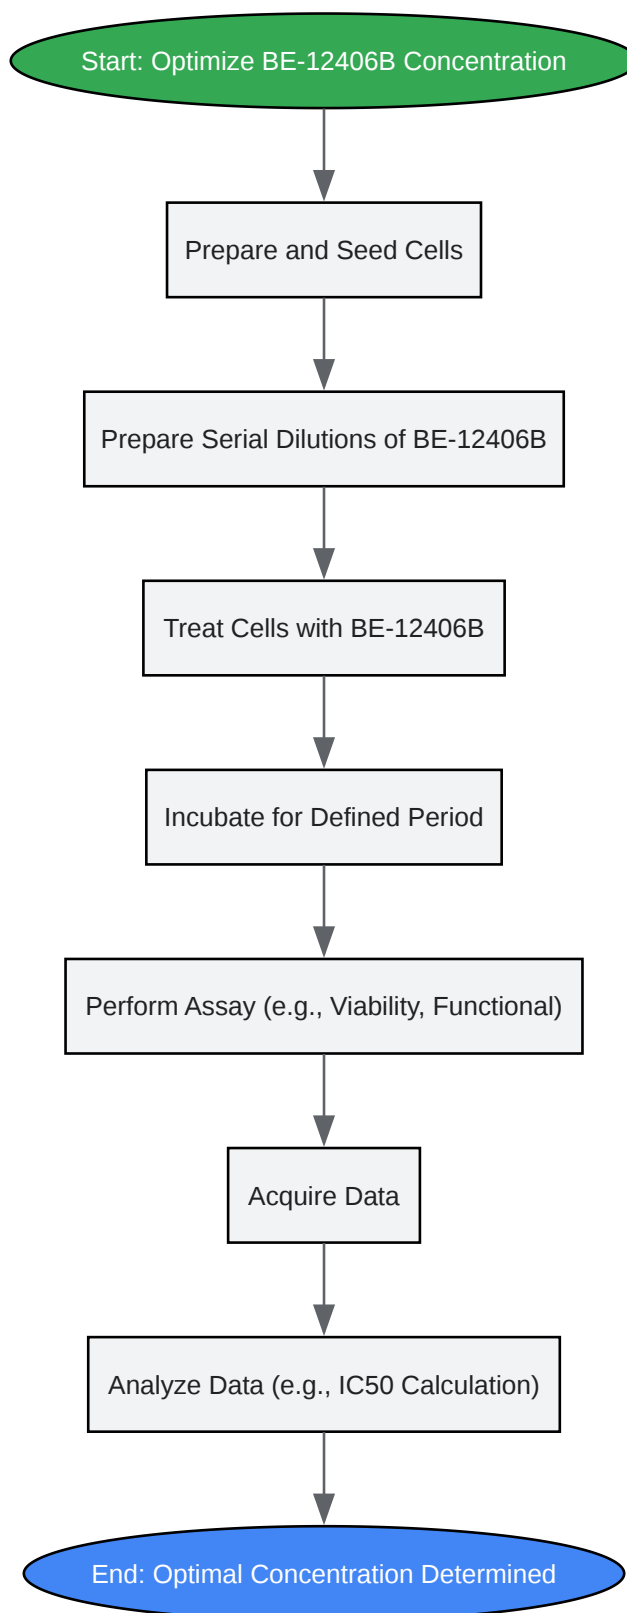 Start: Optimize BE-12406B Concentration
Prepare and Seed Cells
Prepare Serial Dilutions of BE-12406B
Treat Cells with BE-12406B
Incubate for Defined Period
Perform Assay (e.g., Viability, Functional)
Acquire Data
Analyze Data (e.g., IC50 Calculation)
End: Optimal Concentration Determined